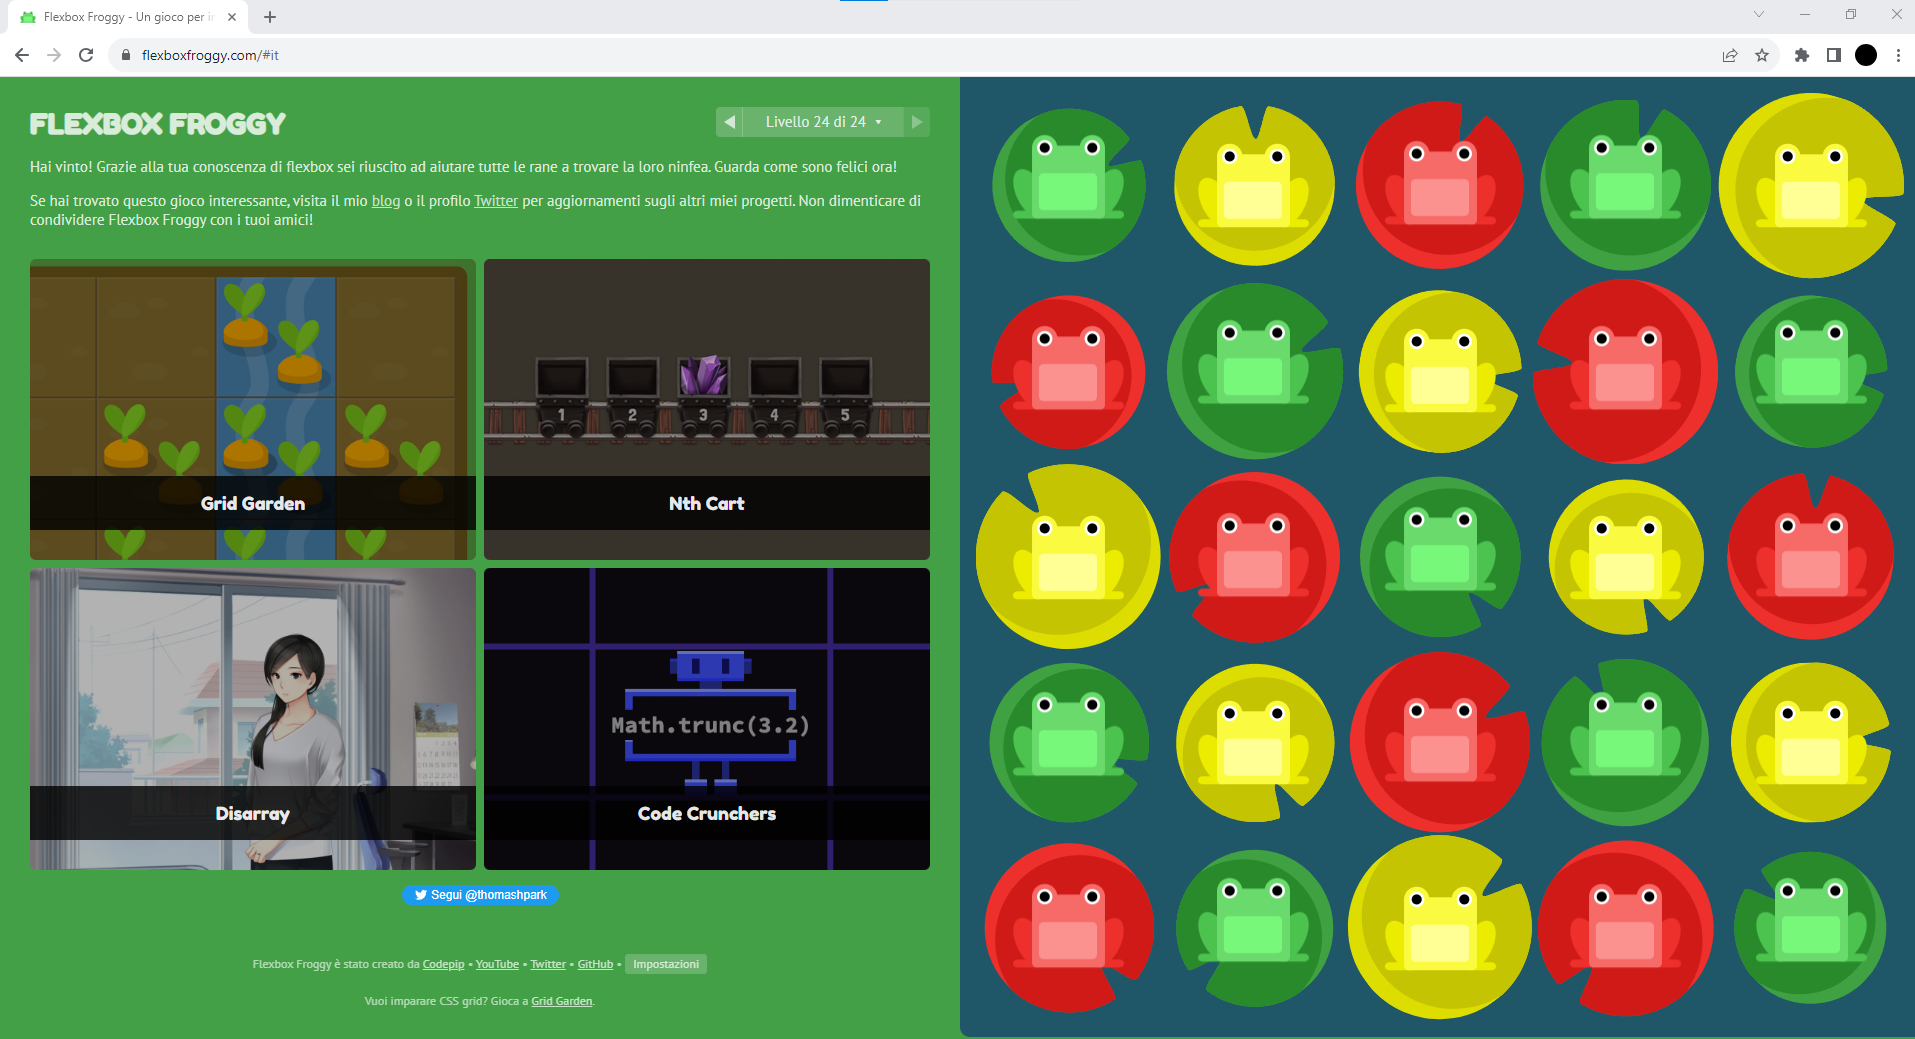 Flexbox Froggy - Un gioco per i
flexboxfroggy.com/#it
FLEXBOX FROGGY
Livello 24 di 24
Hai vinto! Grazie alla tua conoscenza di flexbox sei riuscito ad aiutare tutte le rane a trovare la loro ninfea. Guarda come sono felici ora!
Se hai trovato questo gioco interessante, visita il mio blog o il profilo Twitter per aggiornamenti sugli altri miei progetti. Non dimenticare di
condividere Flexbox Froggy con i tuoi amici!
Grid Garden
1 2 3 4 5
Nth Cart
Disarray
Math.trunc(3.2)
Code Crunchers
Segui @thomashpark
Flexbox Froggy è stato creato da Codepip • YouTube • Twitter • GitHub • Impostazioni
Vuoi imparare CSS grid? Gioca a Grid Garden.